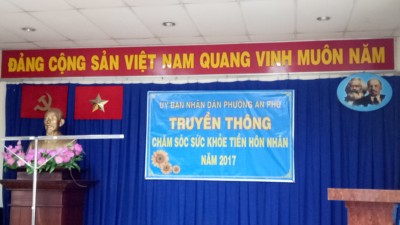 ĐẢNG CỘNG SẢN VIỆT NAM QUANG VINH MUÔN NĂM
ỦY BAN NHÂN DÂN PHƯỜNG AN PHÚ
TRUYỀN THÔNG
CHĂM SÓC SỨC KHỎE TIỀN HÔN NHÂN
NĂM 2017